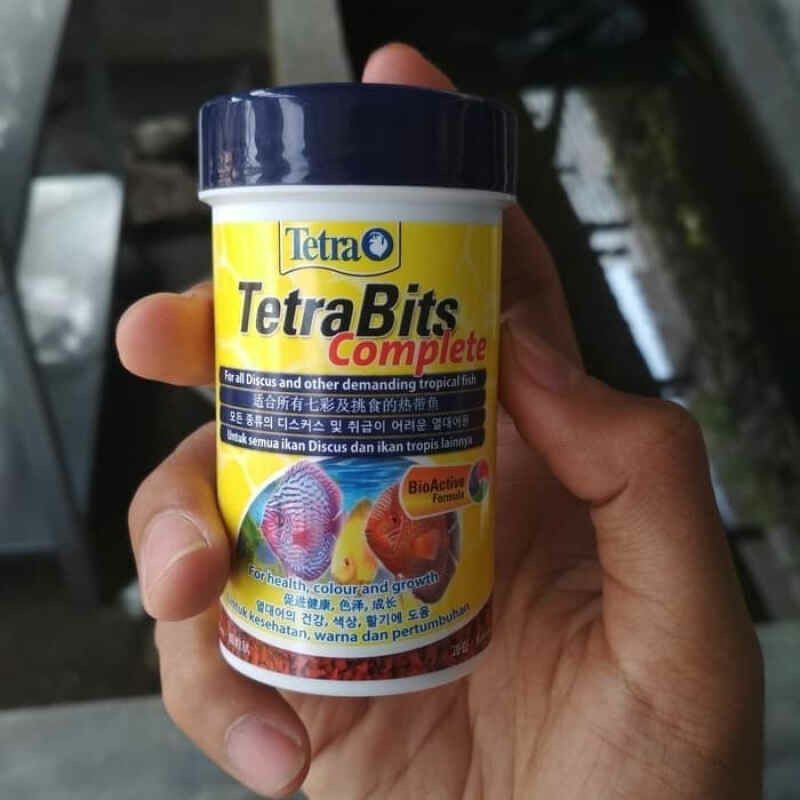 Tetra
TetraBits
Complete
For all Discus and other demanding tropical fish
适合所有七彩及挑食的热带鱼
모든 종류의 디스커스 및 취급이 어려운 열대어용
Untuk semua ikan Discus dan ikan tropis lainnya
BioActive
Formula
For health, colour and growth
促进健康, 色泽, 成长
열대어의 건강, 색상, 활기에 도움
Untuk kesehatan, warna dan pertumbuhan